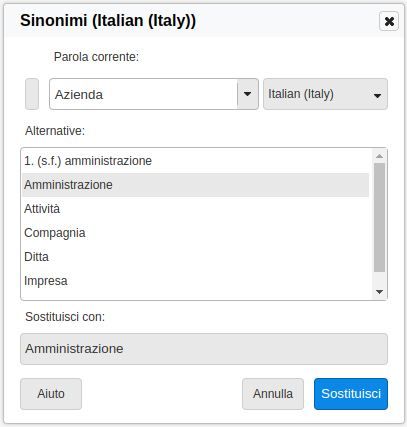 Sinonimi (Italian (Italy))
Parola corrente:
Azienda
Italian (Italy)
Alternative:
1. (s.f.) amministrazione
Amministrazione
Attività
Compagnia
Ditta
Impresa
Sostituisci con:
Amministrazione
Aiuto
Annulla
Sostituisci